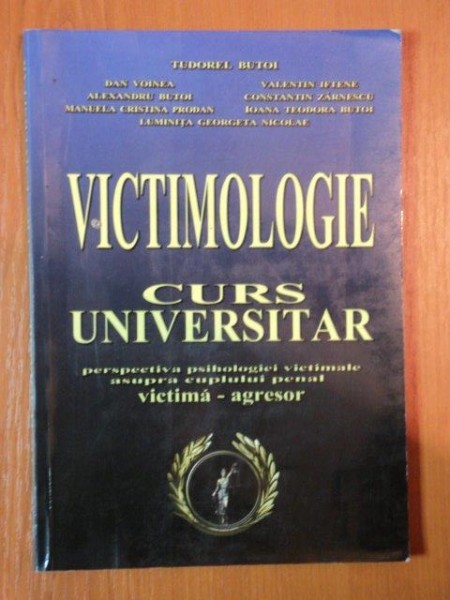 TUDOREL BUTOI
DAN VOINEA VALENTIN IFTENE
ALEXANDRU BUTOI CONSTANTIN ZĂRNESCU
MANUELA CRISTINA PRODAN IOANA TEODORA BUTOI
LUMINIȚA GEORGETA NICOLAE
VICTIMOLOGIE
CURS
UNIVERSITAR
perspectiva psihologiei victimale
asupra cuplului penal
victimă - agresor